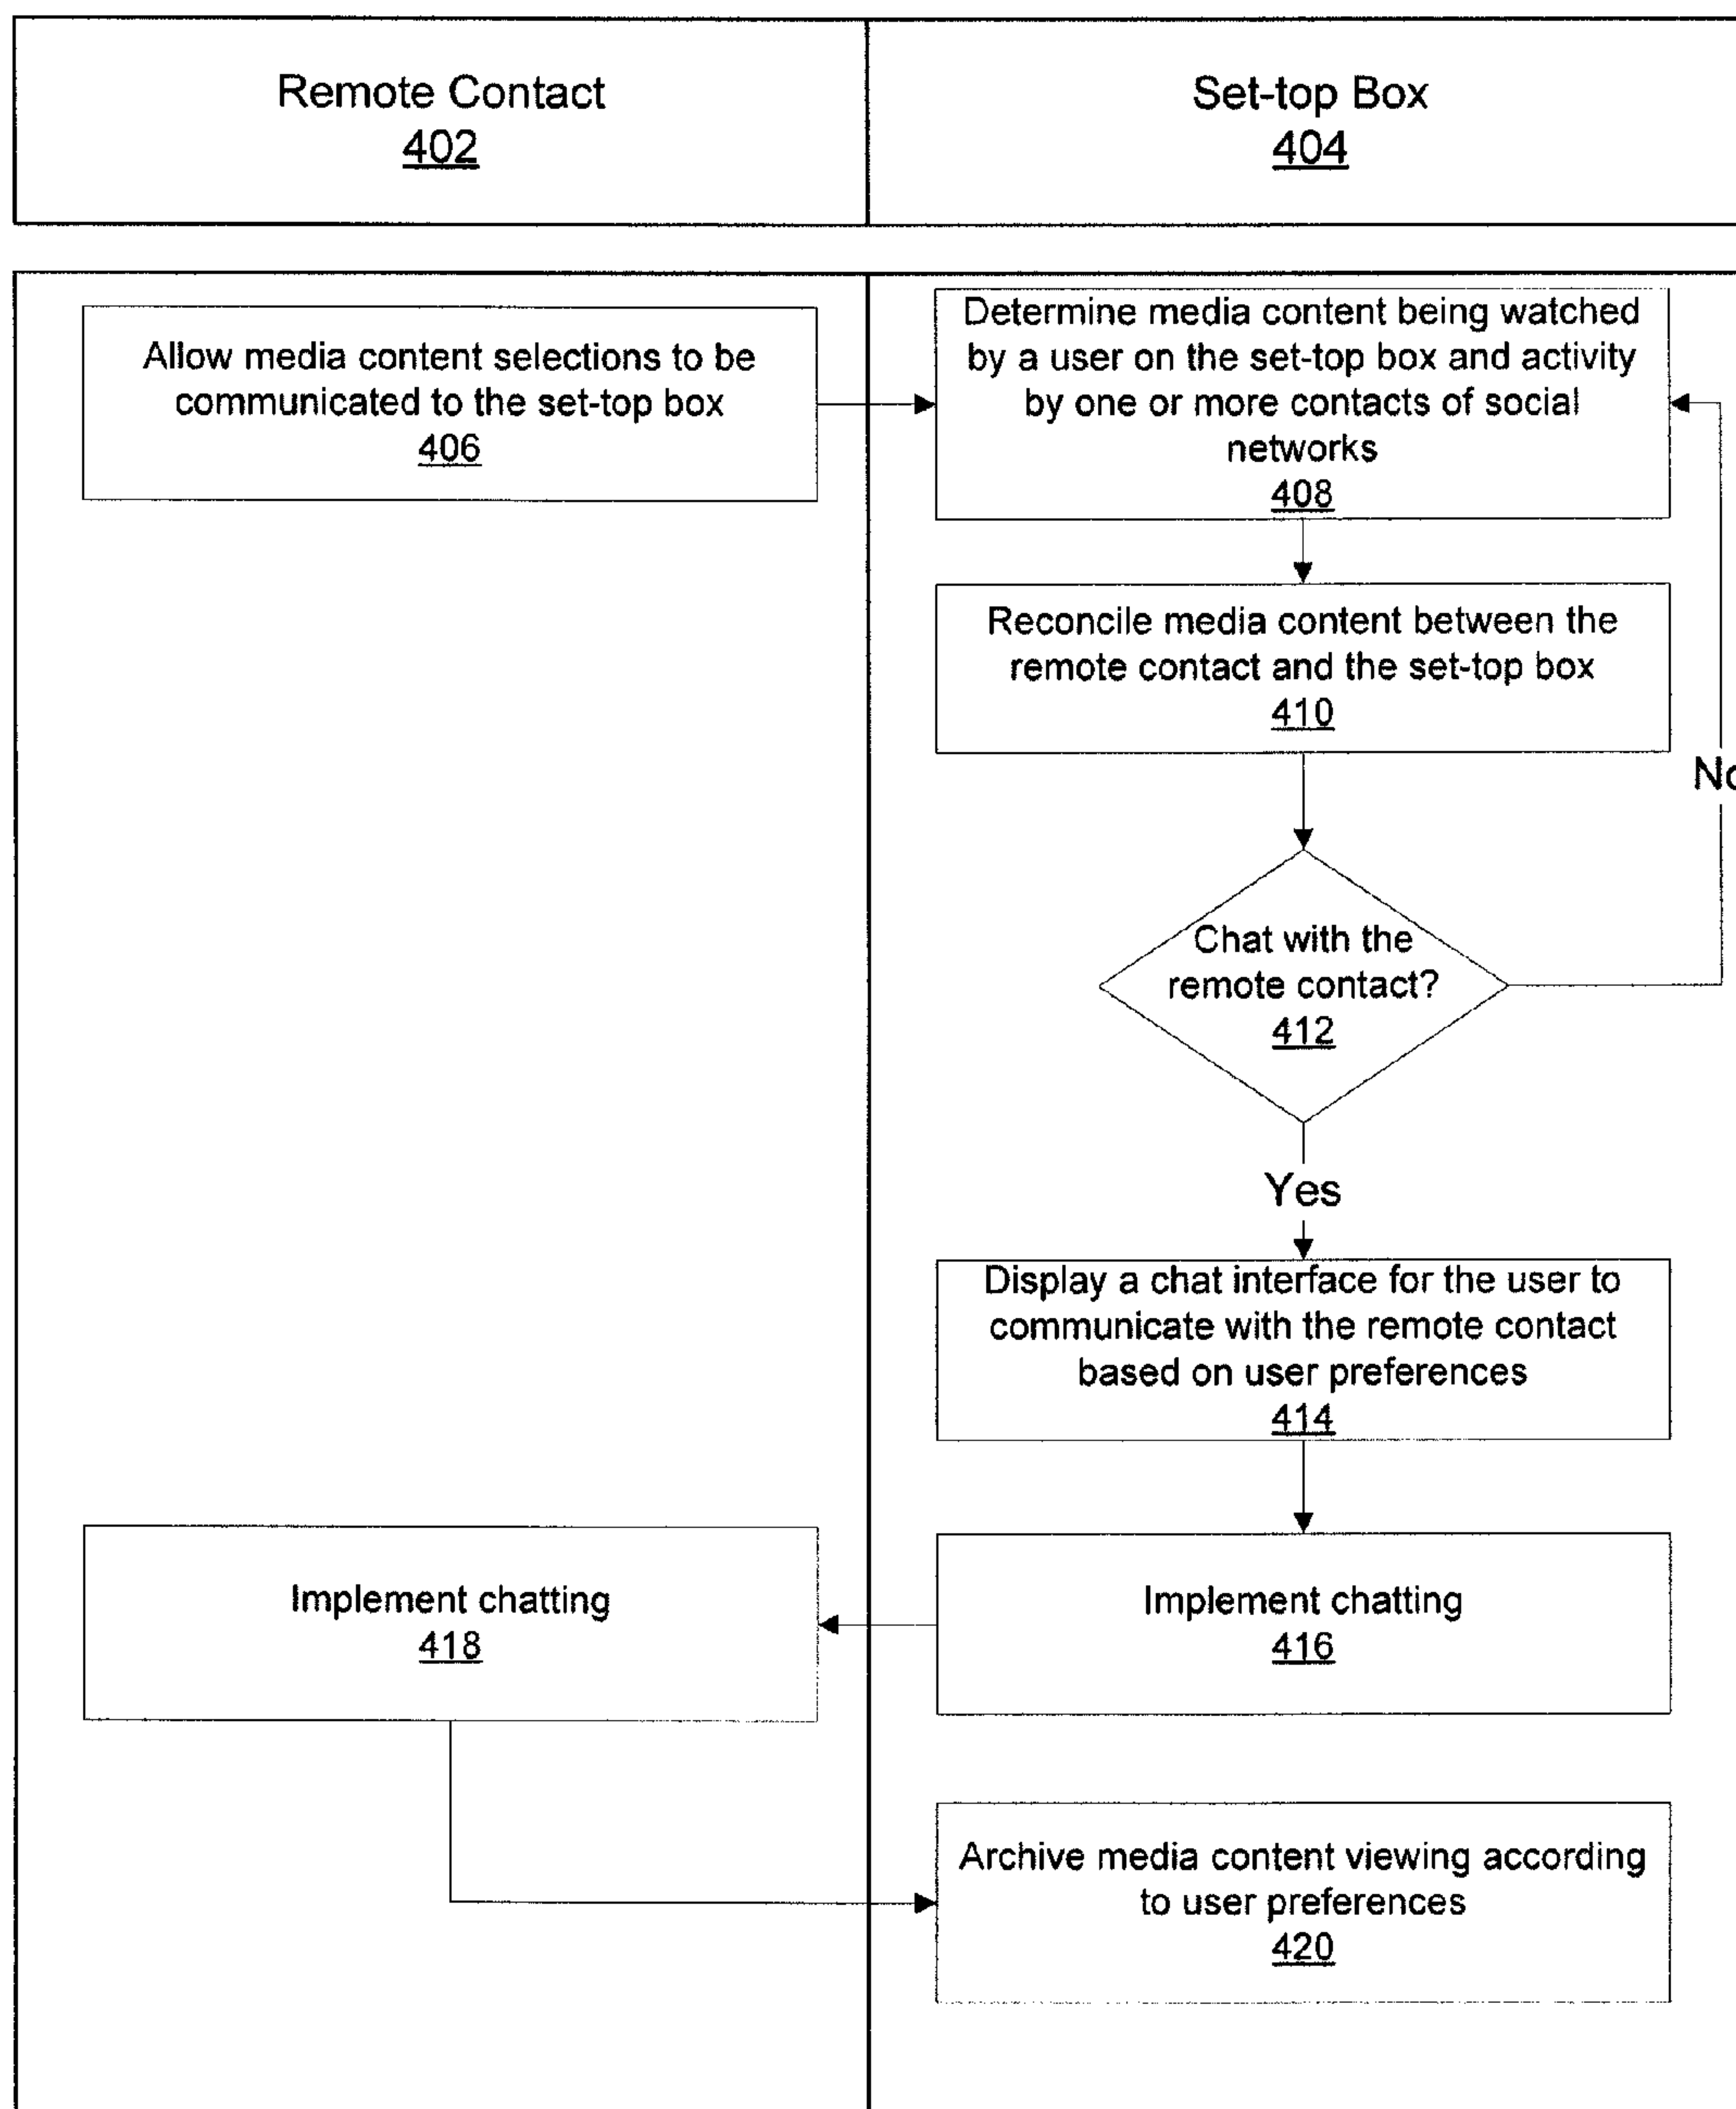 Remote Contact
402
Set-top Box
404
Allow media content selections to be
communicated to the set-top box
406
Determine media content being watched
by a user on the set-top box and activity
by one or more contacts of social
networks
408
Reconcile media content between the
remote contact and the set-top box
410
No
Chat with the
remote contact?
412
Yes
Display a chat interface for the user to
communicate with the remote contact
based on user preferences
414
Implement chatting
418
Implement chatting
416
Archive media content viewing according
to user preferences
420